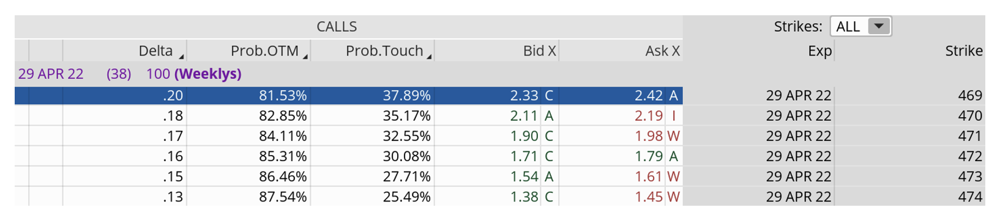 CALLS Strikes: ALL
Delta Prob.OTM Prob.Touch Bid X Ask X Exp Strike
29 APR 22 (38) 100 (Weeklys)
.20 81.53% 37.89% 2.33 C 2.42 A 29 APR 22 469
.18 82.85% 35.17% 2.11 A 2.19 I 29 APR 22 470
.17 84.11% 32.55% 1.90 C 1.98 W 29 APR 22 471
.16 85.31% 30.08% 1.71 C 1.79 A 29 APR 22 472
.15 86.46% 27.71% 1.54 A 1.61 W 29 APR 22 473
.13 87.54% 25.49% 1.38 C 1.45 W 29 APR 22 474